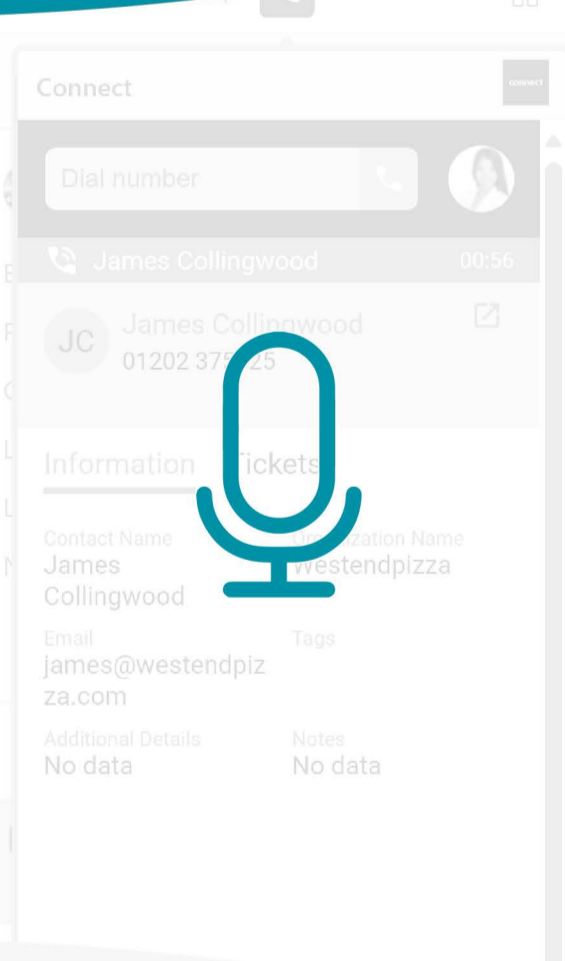 Connect
connect
Dial number
James Collingwood
00:56
JC
James Collingwood
01202 375
25
Information
Tickets
Contact Name
Organization Name
James
Collingwood
Westendpizza
Email
Tags
james@westendpiz
za.com
Additional Details
Notes
No data
No data